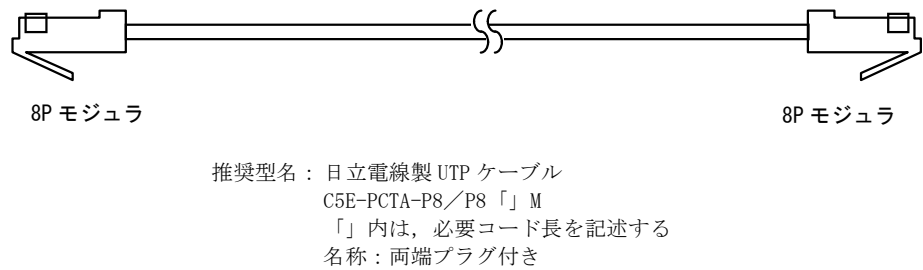 8P モジュラ
8P モジュラ
推奨型名：日立電線製 UTP ケーブル
C5E-PCTA-P8／P8「」M
「」内は，必要コード長を記述する
名称：両端プラグ付き